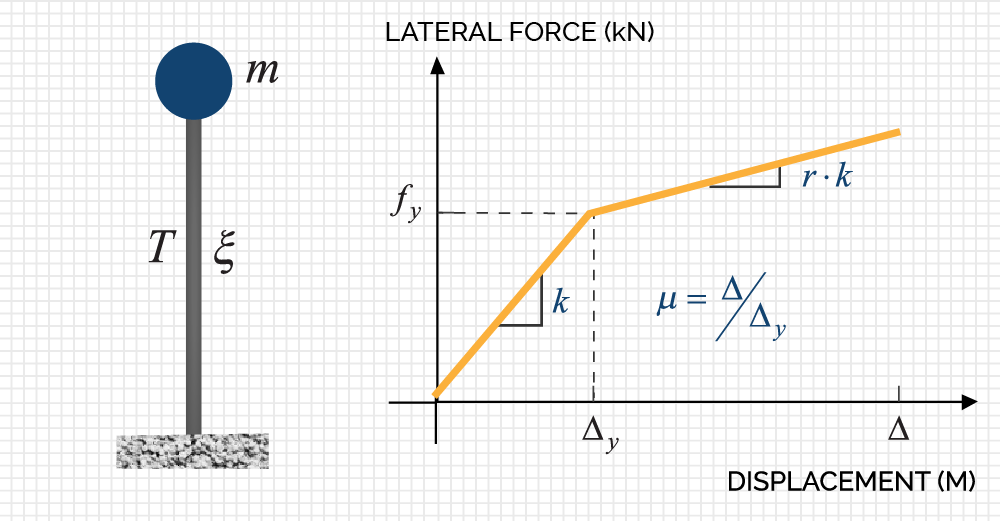 LATERAL FORCE (kN)
m
f_y
r · k
T ξ
k
μ = Δ/Δ_y
Δ_y
Δ
DISPLACEMENT (M)